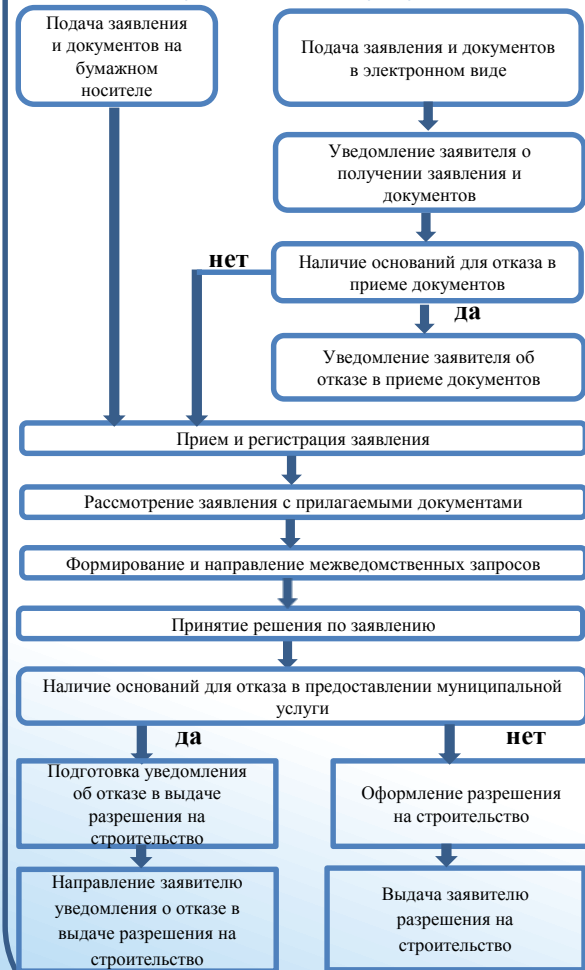 Подача заявления
и документов на
бумажном
носителе
Подача заявления и документов
в электронном виде
Уведомление заявителя о
получении заявления и
документов
нет
Наличие оснований для отказа в
приеме документов
да
Уведомление заявителя об
отказе в приеме документов
Прием и регистрация заявления
Рассмотрение заявления с прилагаемыми документами
Формирование и направление межведомственных запросов
Принятие решения по заявлению
Наличие оснований для отказа в предоставлении муниципальной
услуги
да
нет
Подготовка уведомления
об отказе в выдаче
разрешения на
строительство
Оформление разрешения
на строительство
Направление заявителю
уведомления о отказе в
выдаче разрешения на
строительство
Выдача заявителю
разрешения на
строительство